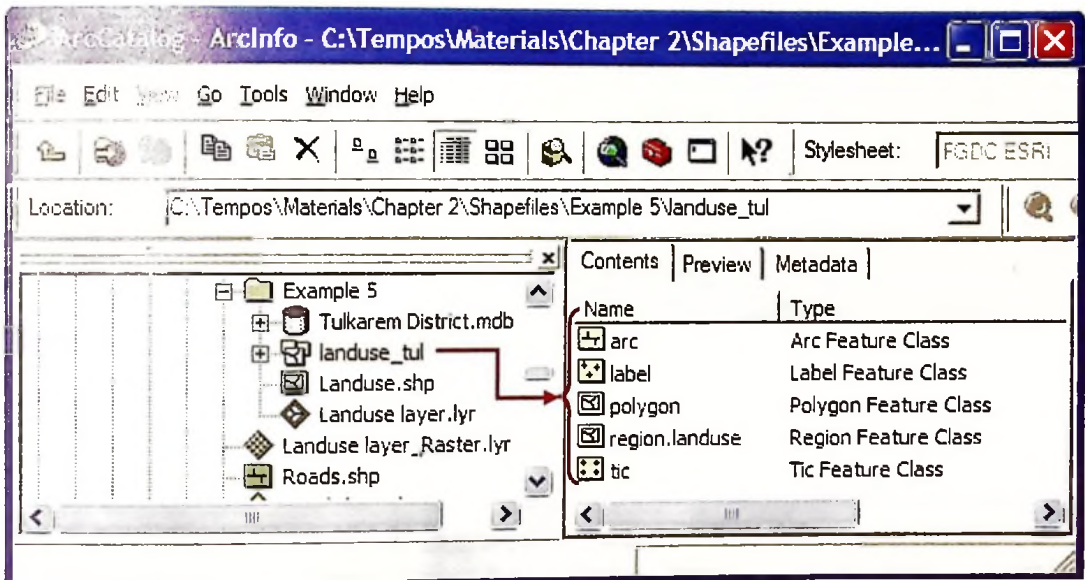 ArcCatalog - ArcInfo - C:\Tempos\Materials\Chapter 2\Shapefiles\Example...
File Edit View Go Tools Window Help
Stylesheet: FGDC ESRI
Location: C:\Tempos\Materials\Chapter 2\Shapefiles\Example 5\landuse_tul
Example 5
Tulkarem District.mdb
landuse_tul
Landuse.shp
Landuse layer.lyr
Landuse layer_Raster.lyr
Roads.shp
Contents Preview Metadata
Name Type
arc Arc Feature Class
label Label Feature Class
polygon Polygon Feature Class
region.landuse Region Feature Class
tic Tic Feature Class